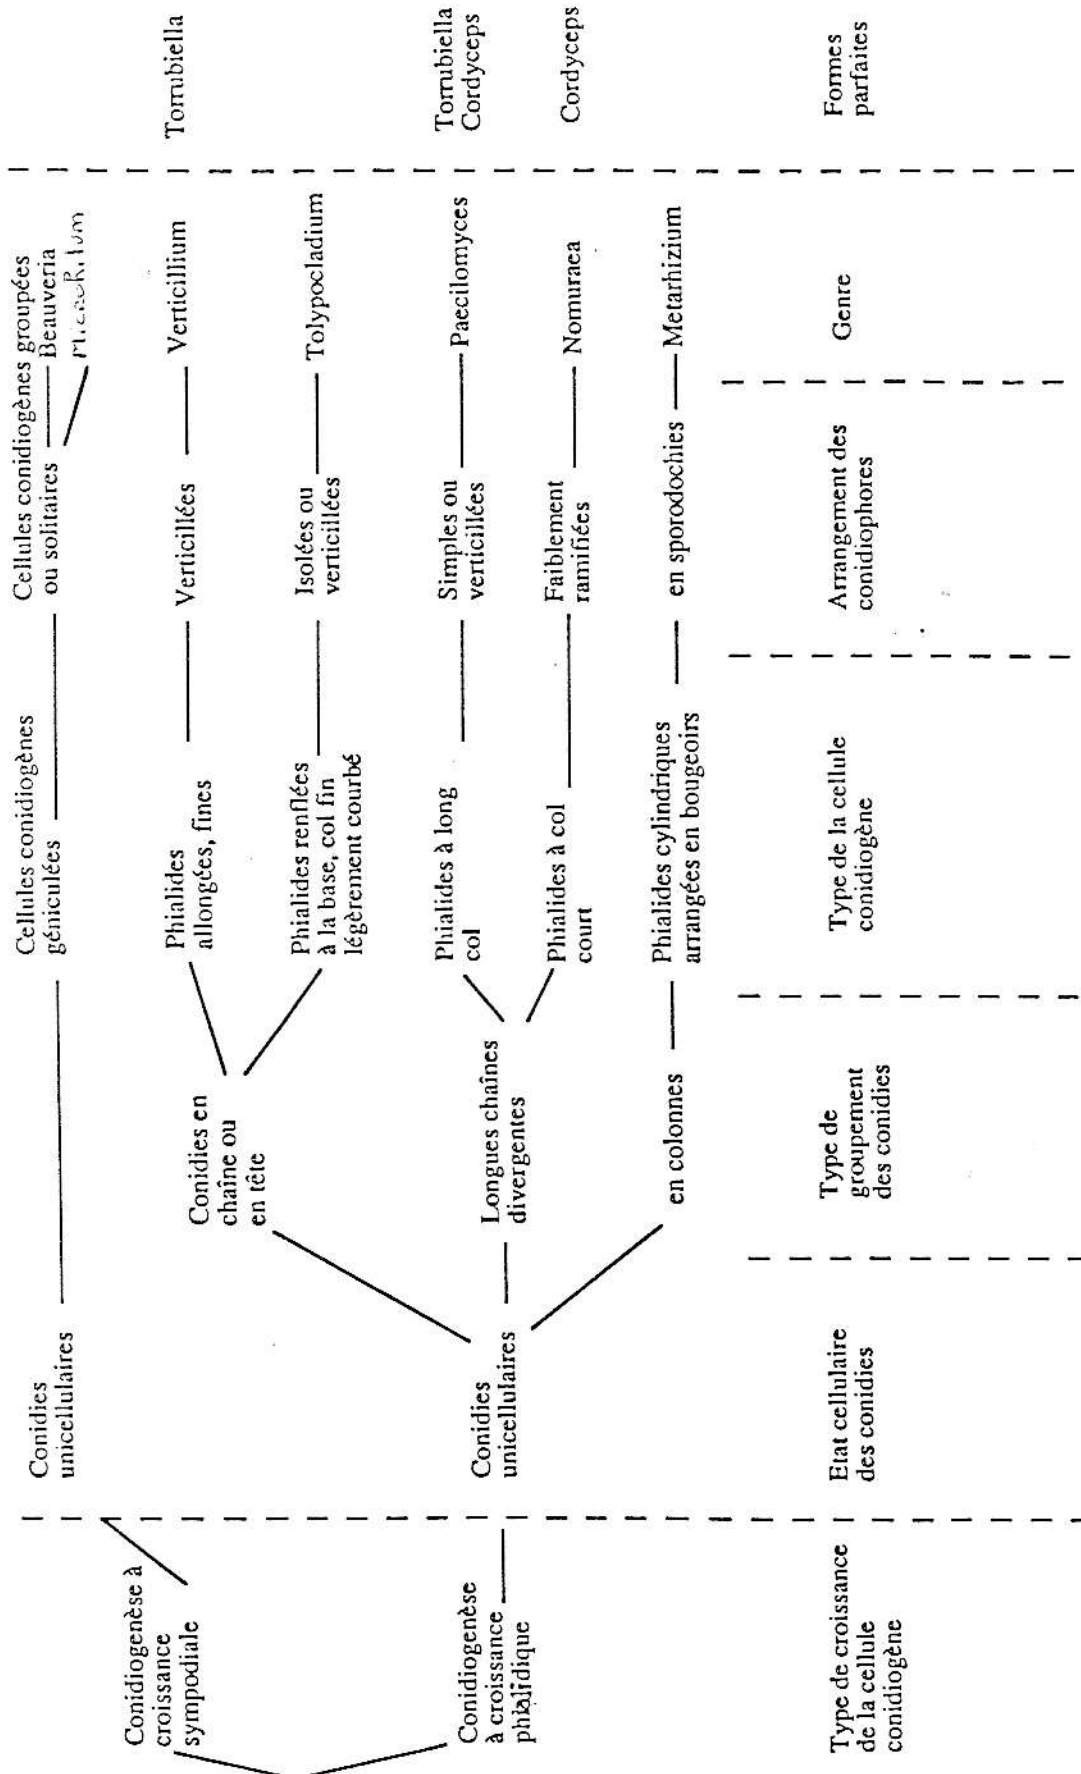 Conidiogenèse à
croissance
sympodiale
Conidies
unicellulaires
Cellules conidiogènes
géniculées
Cellules conidiogènes groupées
ou solitaires
Beauveria
Conidiogenèse
à croissance
phialidique
Conidies
unicellulaires
Conidies en
chaîne ou
en tête
Phialides
allongées, fines
Verticillées
Verticillium
Torrubiella
Phialides renflées
à la base, col fin
légèrement courbé
Isolées ou
verticillées
Tolypocladium
Longues chaînes
divergentes
Phialides à long
col
Simples ou
verticillées
Paecilomyces
Torrubiella
Cordyceps
Phialides à col
court
Faiblement
ramifiées
Nomuraea
Cordyceps
en colonnes
Phialides cylindriques
arrangées en bougeoirs
en sporodochies
Metarhizium
Type de croissance
de la cellule
conidiogène
Etat cellulaire
des conidies
Type de
groupement
des conidies
Type de la cellule
conidiogène
Arrangement des
conidiophores
Genre
Formes
parfaites